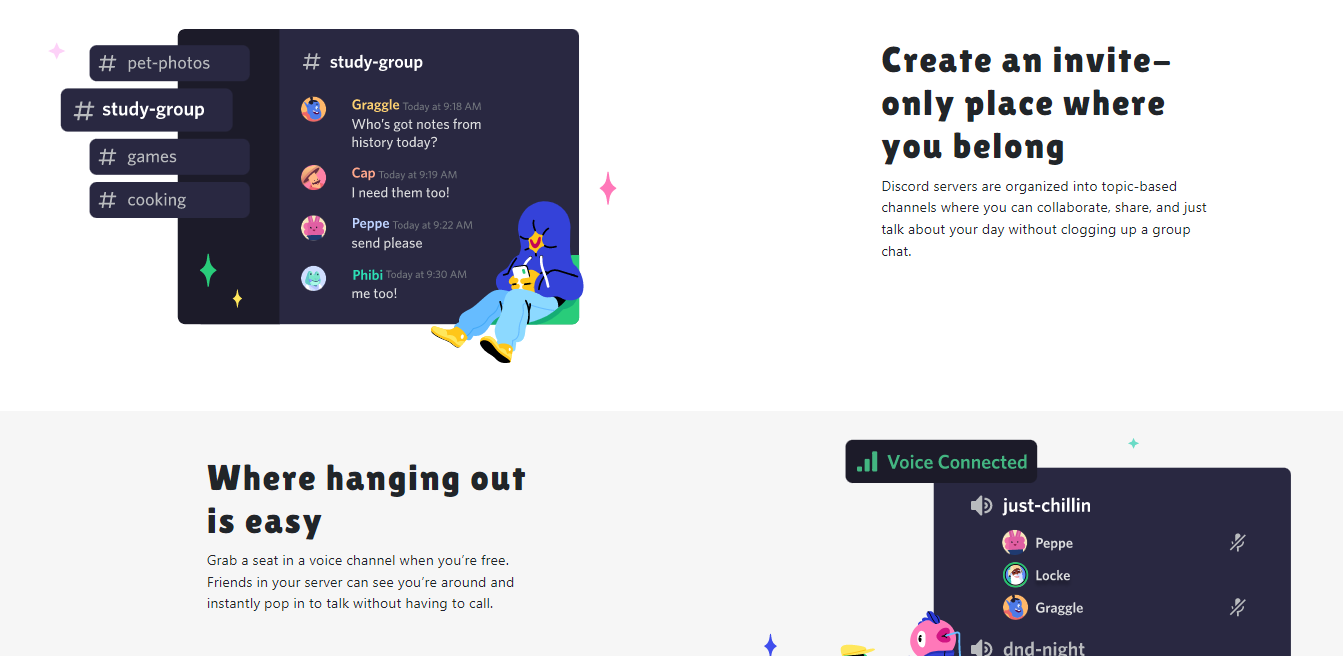 # pet-photos
# study-group
# games
# cooking
# study-group
Graggle Today at 9:18 AM
Who's got notes from
history today?
Cap Today at 9:19 AM
I need them too!
Peppe Today at 9:22 AM
send please
Phibi Today at 9:30 AM
me too!
Create an invite-
only place where
you belong
Discord servers are organized into topic-based
channels where you can collaborate, share, and just
talk about your day without clogging up a group
chat.
Where hanging out
is easy
Grab a seat in a voice channel when you're free.
Friends in your server can see you're around and
instantly pop in to talk without having to call.
Voice Connected
just-chillin
Peppe
Locke
Graggle
dnd-night